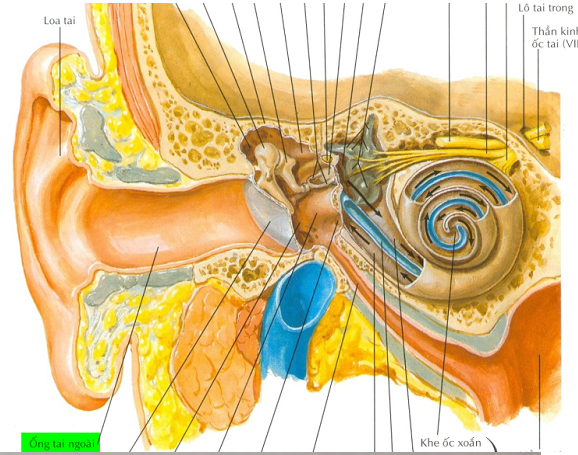 Loa tai
Lỗ tai trong
Thần kinh
ốc tai (VII
Ống tai ngoài
Khe ốc xoắn